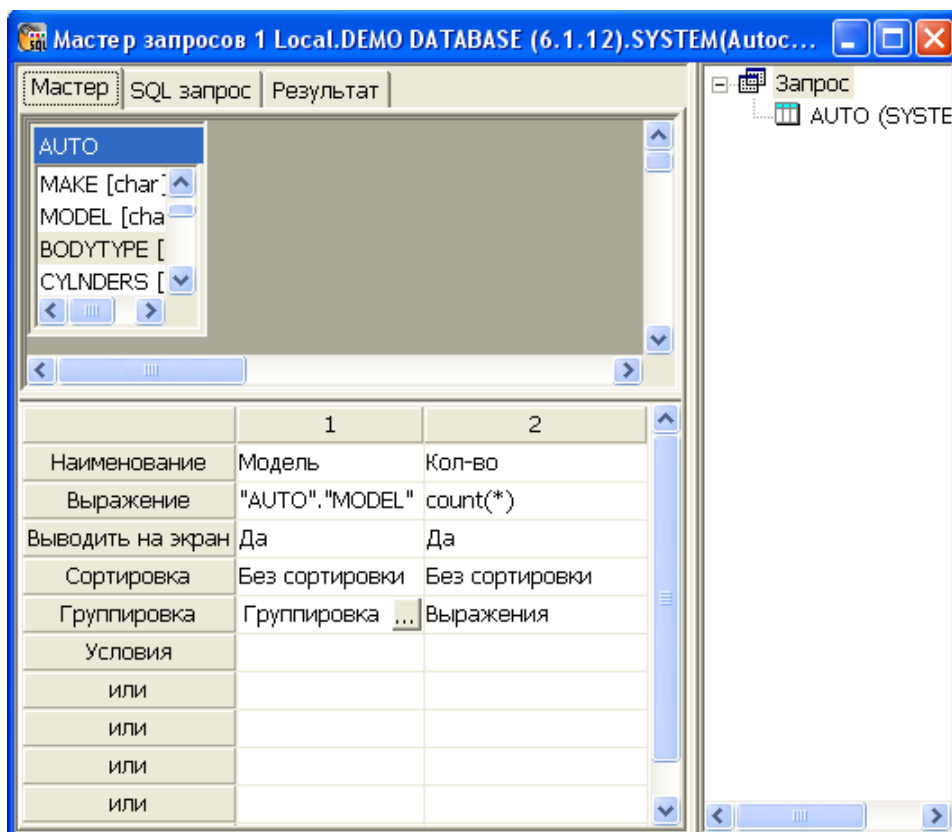 Мастер запросов 1 Local.DEMO DATABASE (6.1.12).SYSTEM(Autoc...
Мастер SQL запрос Результат
AUTO
MAKE [char]
MODEL [cha
BODYTYPE [
CYLNDERS [
Запрос
AUTO (SYSTE
1 2
Наименование Модель Кол-во
Выражение "AUTO"."MODEL" count(*)
Выводить на экран Да Да
Сортировка Без сортировки Без сортировки
Группировка Группировка ... Выражения
Условия
или
или
или
или